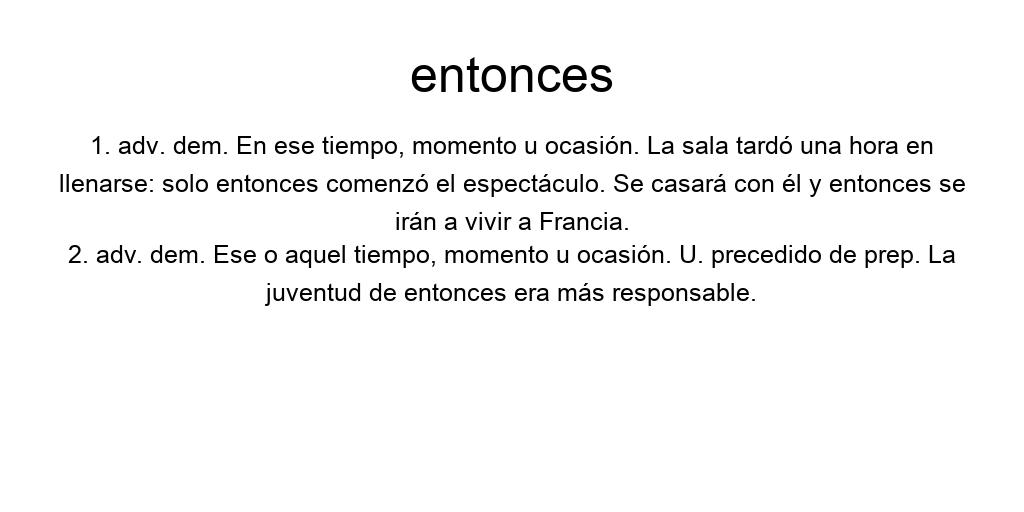 entonces
1. adv. dem. En ese tiempo, momento u ocasión. La sala tardó una hora en
llenarse: solo entonces comenzó el espectáculo. Se casará con él y entonces se
irán a vivir a Francia.
2. adv. dem. Ese o aquel tiempo, momento u ocasión. U. precedido de prep. La
juventud de entonces era más responsable.